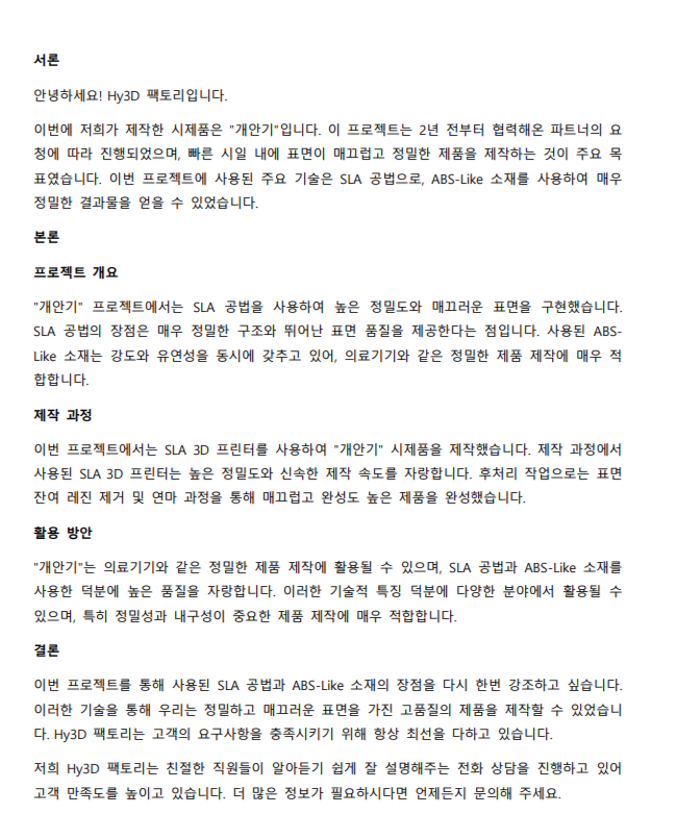 서론
안녕하세요! Hy3D 팩토리입니다.
이번에 저희가 제작한 시제품은 "개안기"입니다. 이 프로젝트는 2년 전부터 협력해온 파트너의 요
청에 따라 진행되었으며, 빠른 시일 내에 표면이 매끄럽고 정밀한 제품을 제작하는 것이 주요 목
표였습니다. 이번 프로젝트에 사용된 주요 기술은 SLA 공법으로, ABS-Like 소재를 사용하여 매우
정밀한 결과물을 얻을 수 있었습니다.
본론
프로젝트 개요
"개안기" 프로젝트에서는 SLA 공법을 사용하여 높은 정밀도와 매끄러운 표면을 구현했습니다.
SLA 공법의 장점은 매우 정밀한 구조와 뛰어난 표면 품질을 제공한다는 점입니다. 사용된 ABS-
Like 소재는 강도와 유연성을 동시에 갖추고 있어, 의료기기와 같은 정밀한 제품 제작에 매우 적
합합니다.
제작 과정
이번 프로젝트에서는 SLA 3D 프린터를 사용하여 "개안기" 시제품을 제작했습니다. 제작 과정에서
사용된 SLA 3D 프린터는 높은 정밀도와 신속한 제작 속도를 자랑합니다. 후처리 작업으로는 표면
잔여 레진 제거 및 연마 과정을 통해 매끄럽고 완성도 높은 제품을 완성했습니다.
활용 방안
"개안기"는 의료기기와 같은 정밀한 제품 제작에 활용될 수 있으며, SLA 공법과 ABS-Like 소재를
사용한 덕분에 높은 품질을 자랑합니다. 이러한 기술적 특징 덕분에 다양한 분야에서 활용될 수
있으며, 특히 정밀성과 내구성이 중요한 제품 제작에 매우 적합합니다.
결론
이번 프로젝트를 통해 사용된 SLA 공법과 ABS-Like 소재의 장점을 다시 한번 강조하고 싶습니다.
이러한 기술을 통해 우리는 정밀하고 매끄러운 표면을 가진 고품질의 제품을 제작할 수 있었습니
다. Hy3D 팩토리는 고객의 요구사항을 충족시키기 위해 항상 최선을 다하고 있습니다.
저희 Hy3D 팩토리는 친절한 직원들이 알아듣기 쉽게 잘 설명해주는 전화 상담을 진행하고 있어
고객 만족도를 높이고 있습니다. 더 많은 정보가 필요하시다면 언제든지 문의해 주세요.